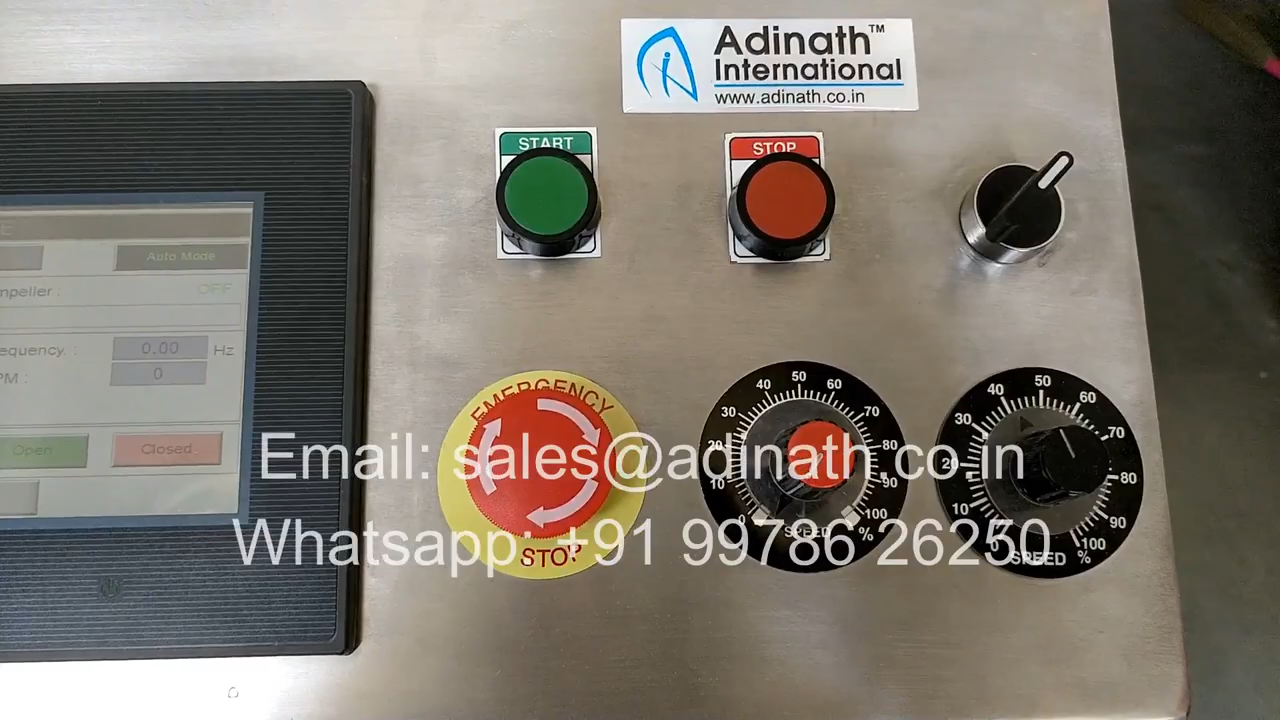 Adinath™
International
www.adinath.co.in
START
STOP
Auto Mode
mpeller : OFF
equency. : 0.00 Hz
PM : 0
Open Closed
EMERGENCY
STOP
0 10 20 30 40 50 60 70 80 90 100
SPEED %
10 20 30 40 50 60 70 80 90 100
SPEED %
Email: sales@adinath.co.in
Whatsapp: +91 99786 26250